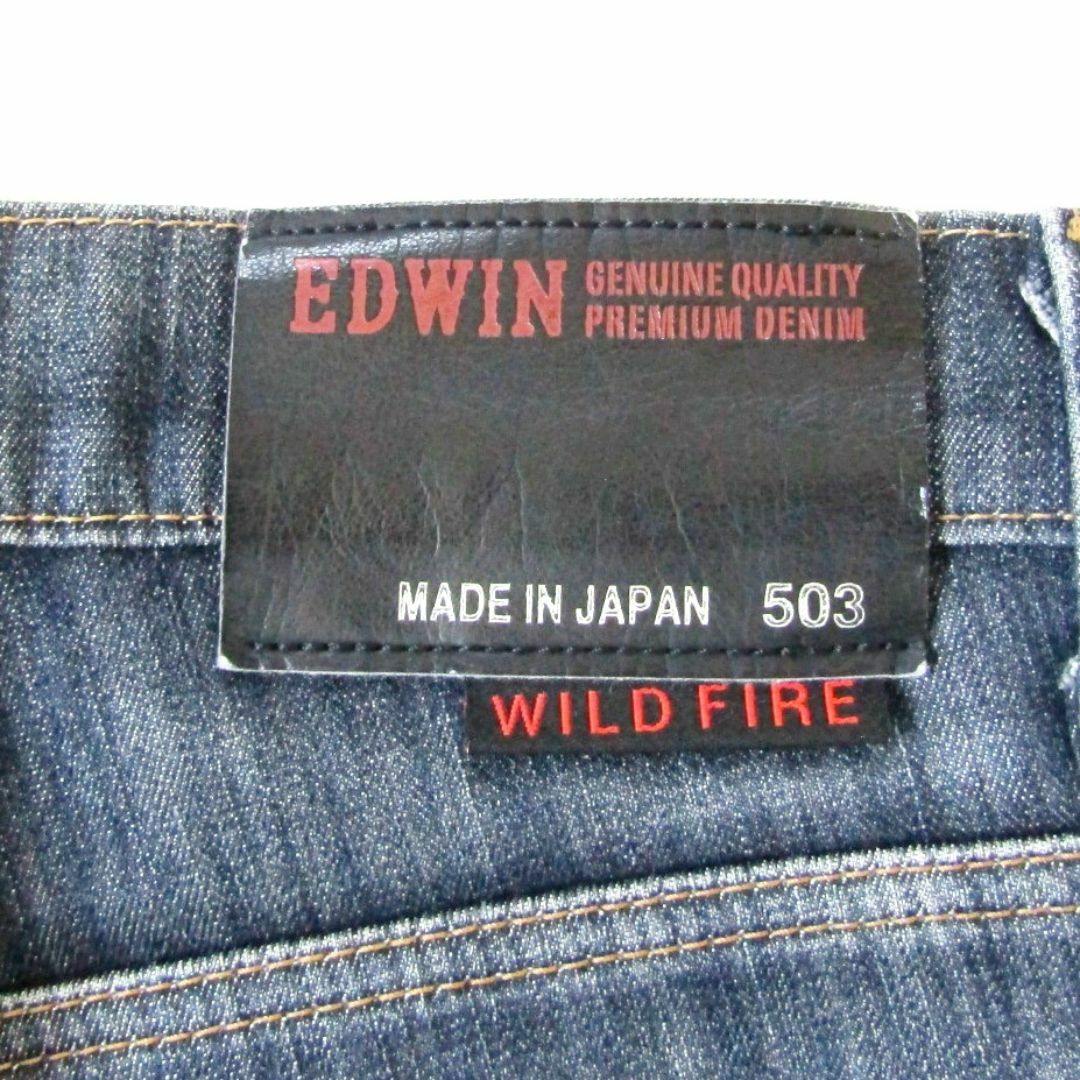 EDWIN GENUINE QUALITY
PREMIUM DENIM
MADE IN JAPAN 503
WILD FIRE